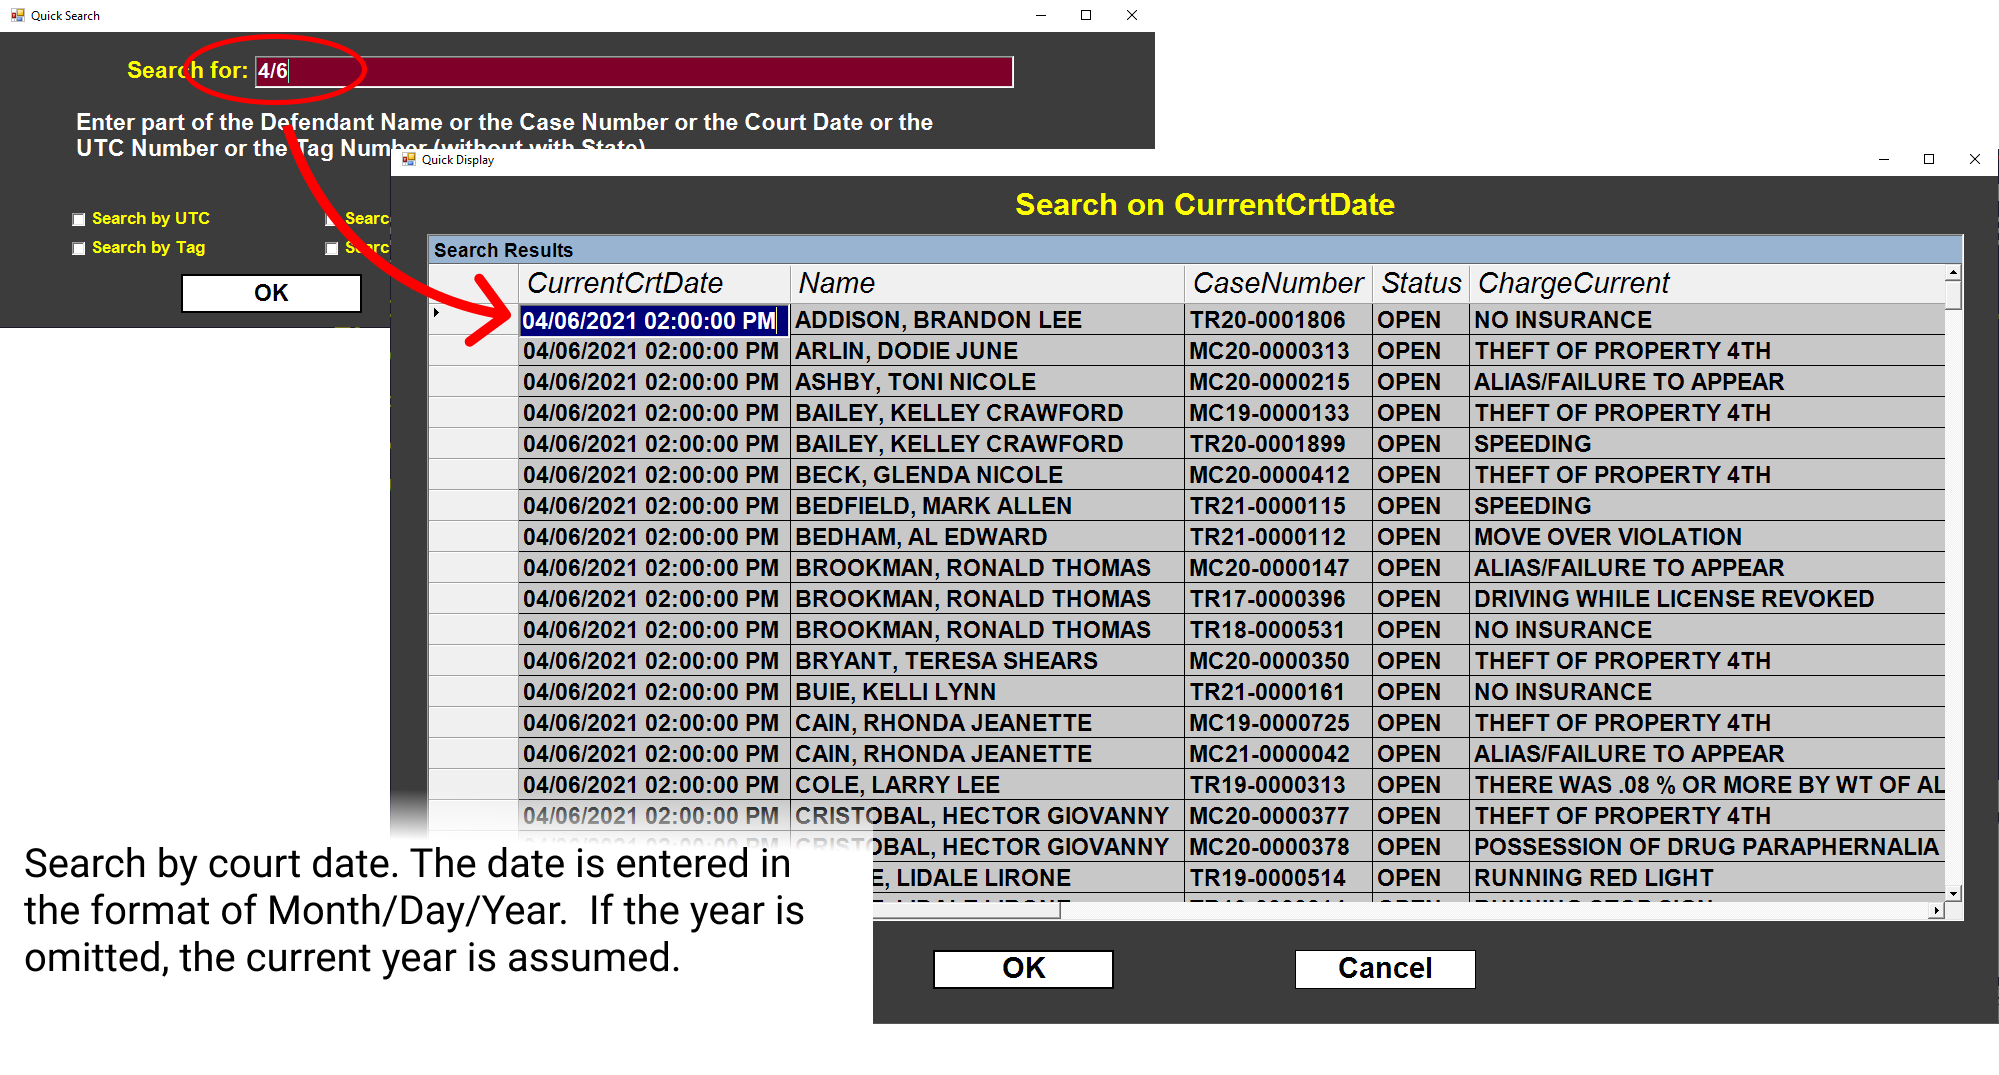 Quick Search
Search for: 4/6
Enter part of the Defendant Name or the Case Number or the Court Date or the
UTC Number or the Tag Number (without with State)
Search by UTC
Search by Tag
OK
Quick Display
Search on CurrentCrtDate
Search Results
CurrentCrtDate Name CaseNumber Status ChargeCurrent
04/06/2021 02:00:00 PM ADDISON, BRANDON LEE TR20-0001806 OPEN NO INSURANCE
04/06/2021 02:00:00 PM ARLIN, DODIE JUNE MC20-0000313 OPEN THEFT OF PROPERTY 4TH
04/06/2021 02:00:00 PM ASHBY, TONI NICOLE MC20-0000215 OPEN ALIAS/FAILURE TO APPEAR
04/06/2021 02:00:00 PM BAILEY, KELLEY CRAWFORD MC19-0000133 OPEN THEFT OF PROPERTY 4TH
04/06/2021 02:00:00 PM BAILEY, KELLEY CRAWFORD TR20-0001899 OPEN SPEEDING
04/06/2021 02:00:00 PM BECK, GLENDA NICOLE MC20-0000412 OPEN THEFT OF PROPERTY 4TH
04/06/2021 02:00:00 PM BEDFIELD, MARK ALLEN TR21-0000115 OPEN SPEEDING
04/06/2021 02:00:00 PM BEDHAM, AL EDWARD TR21-0000112 OPEN MOVE OVER VIOLATION
04/06/2021 02:00:00 PM BROOKMAN, RONALD THOMAS MC20-0000147 OPEN ALIAS/FAILURE TO APPEAR
04/06/2021 02:00:00 PM BROOKMAN, RONALD THOMAS TR17-0000396 OPEN DRIVING WHILE LICENSE REVOKED
04/06/2021 02:00:00 PM BROOKMAN, RONALD THOMAS TR18-0000531 OPEN NO INSURANCE
04/06/2021 02:00:00 PM BRYANT, TERESA SHEARS MC20-0000350 OPEN THEFT OF PROPERTY 4TH
04/06/2021 02:00:00 PM BUIE, KELLI LYNN TR21-0000161 OPEN NO INSURANCE
04/06/2021 02:00:00 PM CAIN, RHONDA JEANETTE MC19-0000725 OPEN THEFT OF PROPERTY 4TH
04/06/2021 02:00:00 PM CAIN, RHONDA JEANETTE MC21-0000042 OPEN ALIAS/FAILURE TO APPEAR
04/06/2021 02:00:00 PM COLE, LARRY LEE TR19-0000313 OPEN THERE WAS .08 % OR MORE BY WT OF AL
04/06/2021 02:00:00 PM CRISTOBAL, HECTOR GIOVANNY MC20-0000377 OPEN THEFT OF PROPERTY 4TH
OBAL, HECTOR GIOVANNY MC20-0000378 OPEN POSSESSION OF DRUG PARAPHERNALIA
E, LIDALE LIRONE TR19-0000514 OPEN RUNNING RED LIGHT
Search by court date. The date is entered in
the format of Month/Day/Year. If the year is
omitted, the current year is assumed.
OK Cancel